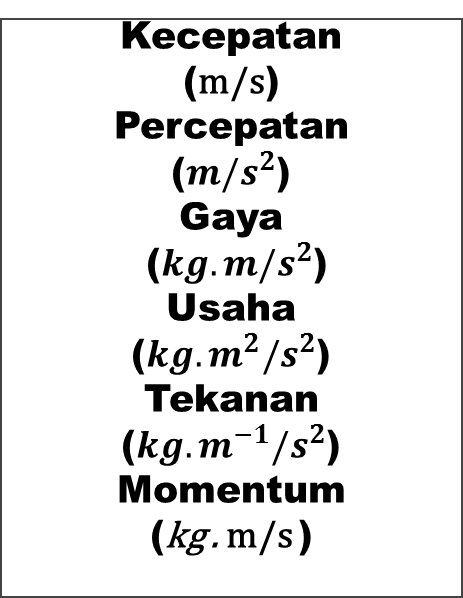 Kecepatan
(m/s)
Percepatan
(m/s²)
Gaya
(kg.m/s²)
Usaha
(kg.m²/s²)
Tekanan
(kg.m⁻¹/s²)
Momentum
(kg.m/s)